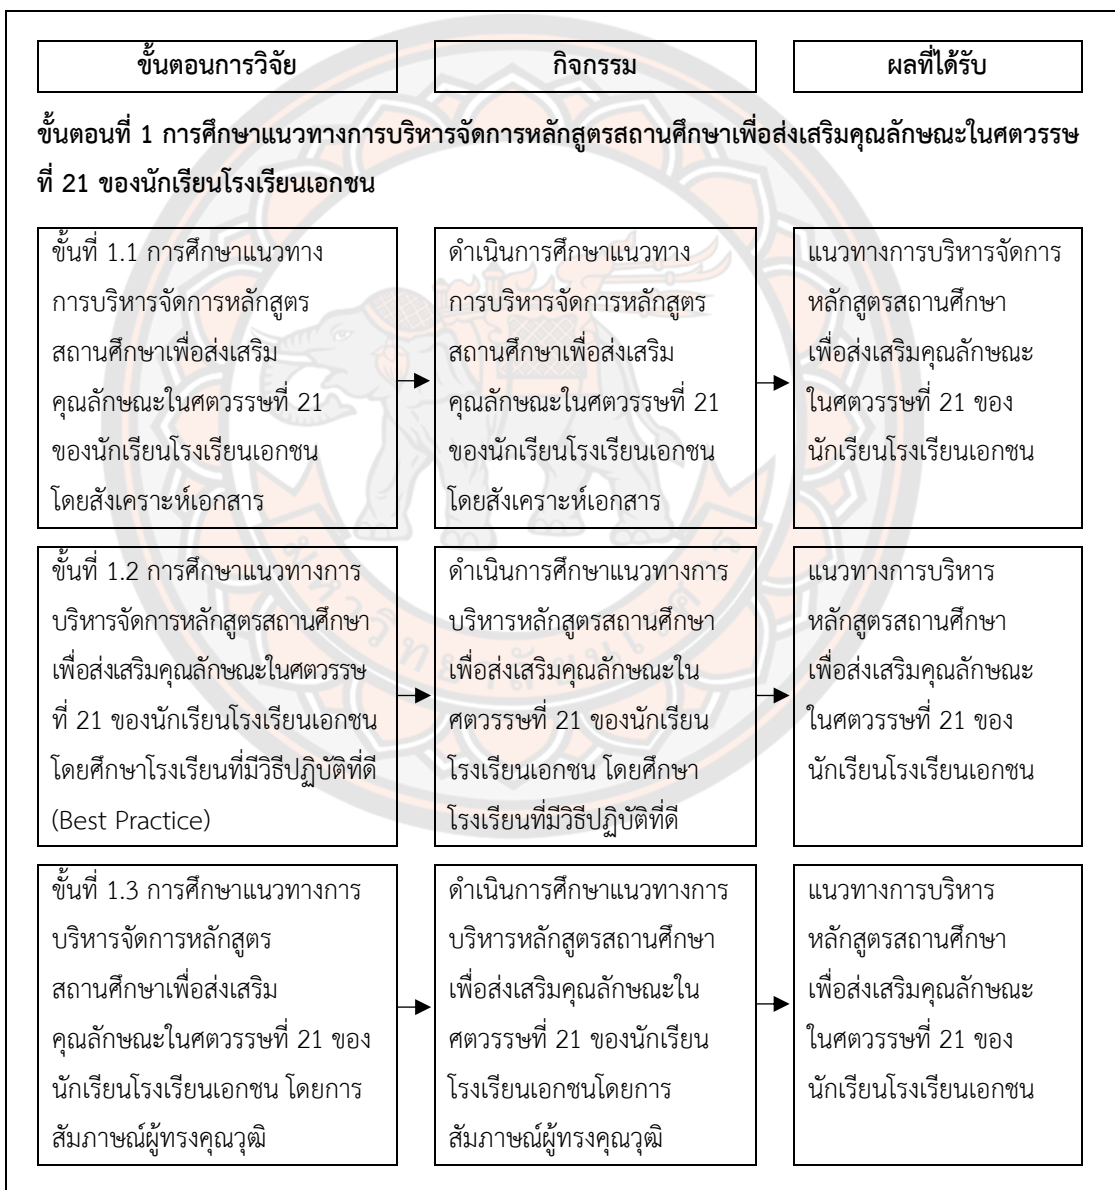 ขั้นตอนการวิจัย
กิจกรรม
ผลที่ได้รับ
ขั้นตอนที่ 1 การศึกษาแนวทางการบริหารจัดการหลักสูตรสถานศึกษาเพื่อส่งเสริมคุณลักษณะในศตวรรษ
ที่ 21 ของนักเรียนโรงเรียนเอกชน
ขั้นที่ 1.1 การศึกษาแนวทาง
การบริหารจัดการหลักสูตร
สถานศึกษาเพื่อส่งเสริม
คุณลักษณะในศตวรรษที่ 21
ของนักเรียนโรงเรียนเอกชน
โดยสังเคราะห์เอกสาร
ดำเนินการศึกษาแนวทาง
การบริหารจัดการหลักสูตร
สถานศึกษาเพื่อส่งเสริม
คุณลักษณะในศตวรรษที่ 21
ของนักเรียนโรงเรียนเอกชน
โดยสังเคราะห์เอกสาร
แนวทางการบริหารจัดการ
หลักสูตรสถานศึกษา
เพื่อส่งเสริมคุณลักษณะ
ในศตวรรษที่ 21 ของ
นักเรียนโรงเรียนเอกชน
ขั้นที่ 1.2 การศึกษาแนวทางการ
บริหารจัดการหลักสูตรสถานศึกษา
เพื่อส่งเสริมคุณลักษณะในศตวรรษ
ที่ 21 ของนักเรียนโรงเรียนเอกชน
โดยศึกษาโรงเรียนที่มีวิธีปฏิบัติที่ดี
(Best Practice)
ดำเนินการศึกษาแนวทางการ
บริหารหลักสูตรสถานศึกษา
เพื่อส่งเสริมคุณลักษณะใน
ศตวรรษที่ 21 ของนักเรียน
โรงเรียนเอกชน โดยศึกษา
โรงเรียนที่มีวิธีปฏิบัติที่ดี
แนวทางการบริหาร
หลักสูตรสถานศึกษา
เพื่อส่งเสริมคุณลักษณะ
ในศตวรรษที่ 21 ของ
นักเรียนโรงเรียนเอกชน
ขั้นที่ 1.3 การศึกษาแนวทางการ
บริหารจัดการหลักสูตร
สถานศึกษาเพื่อส่งเสริม
คุณลักษณะในศตวรรษที่ 21 ของ
นักเรียนโรงเรียนเอกชน โดยการ
สัมภาษณ์ผู้ทรงคุณวุฒิ
ดำเนินการศึกษาแนวทางการ
บริหารหลักสูตรสถานศึกษา
เพื่อส่งเสริมคุณลักษณะใน
ศตวรรษที่ 21 ของนักเรียน
โรงเรียนเอกชนโดยการ
สัมภาษณ์ผู้ทรงคุณวุฒิ
แนวทางการบริหาร
หลักสูตรสถานศึกษา
เพื่อส่งเสริมคุณลักษณะ
ในศตวรรษที่ 21 ของ
นักเรียนโรงเรียนเอกชน
มหาวิทยาลัยนเรศวร